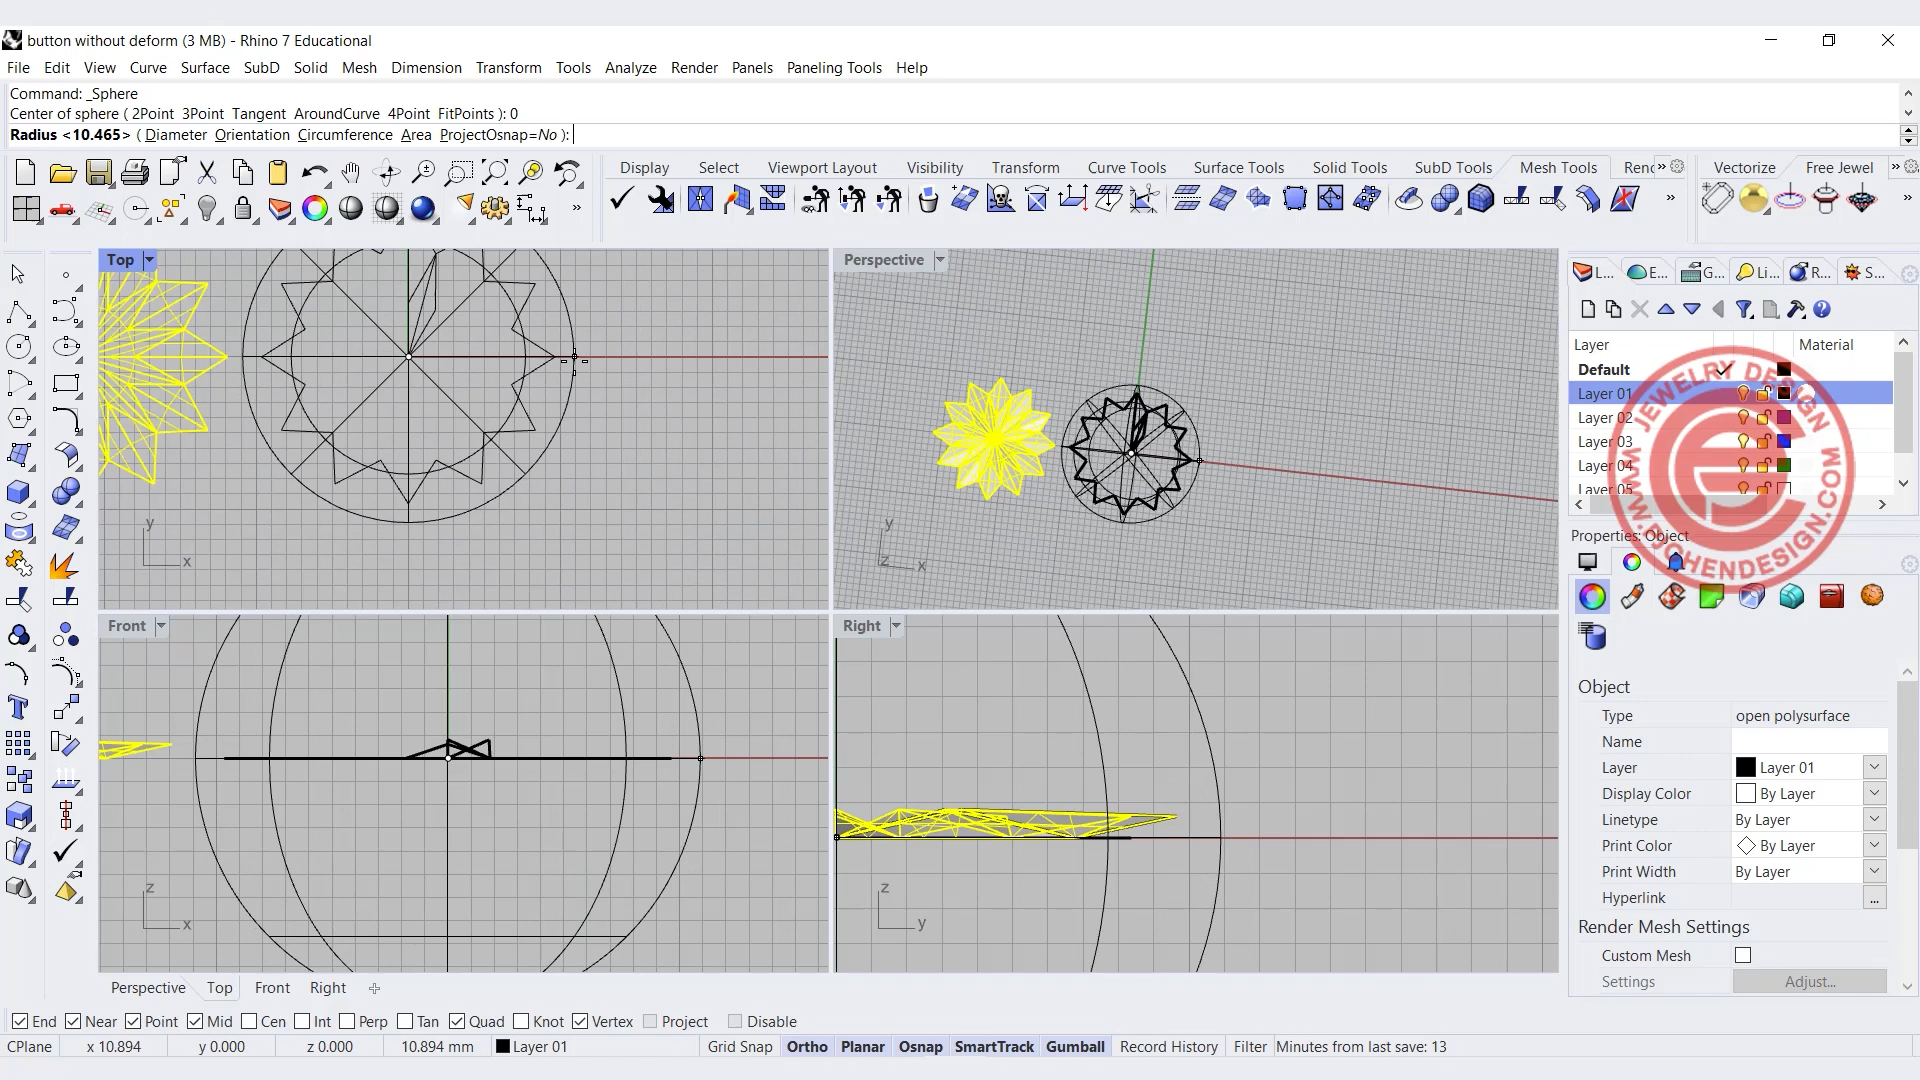 button without deform (3 MB) - Rhino 7 Educational
File Edit View Curve Surface SubD Solid Mesh Dimension Transform Tools Analyze Render Panels Paneling Tools Help
Command: _Sphere
Center of sphere ( 2Point 3Point Tangent AroundCurve 4Point FitPoints ): 0
Radius <10.465> ( Diameter Orientation Circumference Area ProjectOsnap=No ):
Display Select Viewport Layout Visibility Transform Curve Tools Surface Tools Solid Tools SubD Tools Mesh Tools Ren » Vectorize Free Jewel »
» » »
Top Perspective L... E... G... Li... R... S...
Layer Material
Default
Layer 01
Layer 02
Layer 03
Layer 04
Layer 05
JEWELRY DESIGN
WWW.PJCHENDESIGN.COM
y x
y z x
Properties: Object
Front Right
Object
Type open polysurface
Name
Layer Layer 01
Display Color By Layer
Linetype By Layer
Print Color By Layer
Print Width By Layer
Hyperlink ...
z x
z y
Render Mesh Settings
Custom Mesh
Settings Adjust...
Perspective Top Front Right
End Near Point Mid Cen Int Perp Tan Quad Knot Vertex Project Disable
CPlane x 10.894 y 0.000 z 0.000 10.894 mm Layer 01 Grid Snap Ortho Planar Osnap SmartTrack Gumball Record History Filter Minutes from last save: 13